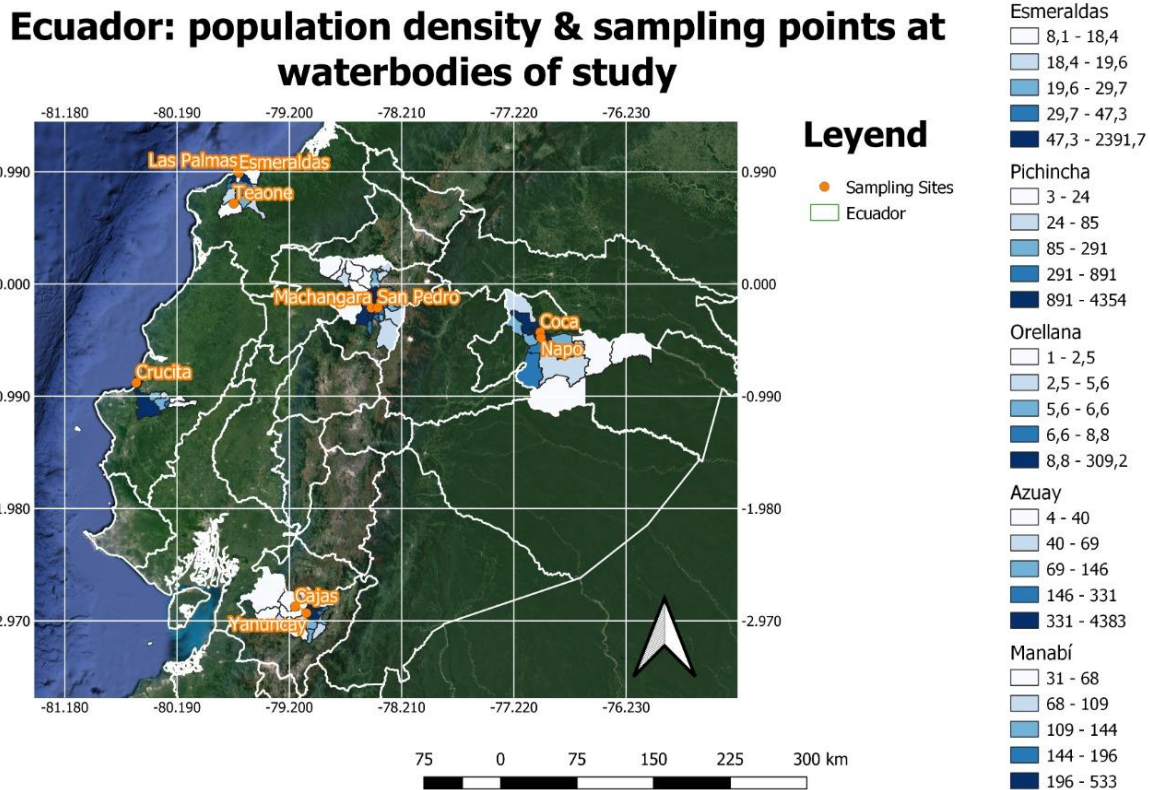 Ecuador: population density & sampling points at
waterbodies of study
-81.180 -80.190 -79.200 -78.210 -77.220 -76.230
0.990 0.990
0.000 0.000
0.990 -0.990
1.980 -1.980
2.970 -2.970
Las Palmas Esmeraldas
Teaone
Machangara San Pedro
Coca
Napo
Crucita
Cajas
Yanuncay
-81.180 -80.190 -79.200 -78.210 -77.220 -76.230
75 0 75 150 225 300 km
Leyend
Sampling Sites
Ecuador
Esmeraldas
8,1 - 18,4
18,4 - 19,6
19,6 - 29,7
29,7 - 47,3
47,3 - 2391,7
Pichincha
3 - 24
24 - 85
85 - 291
291 - 891
891 - 4354
Orellana
1 - 2,5
2,5 - 5,6
5,6 - 6,6
6,6 - 8,8
8,8 - 309,2
Azuay
4 - 40
40 - 69
69 - 146
146 - 331
331 - 4383
Manabí
31 - 68
68 - 109
109 - 144
144 - 196
196 - 533